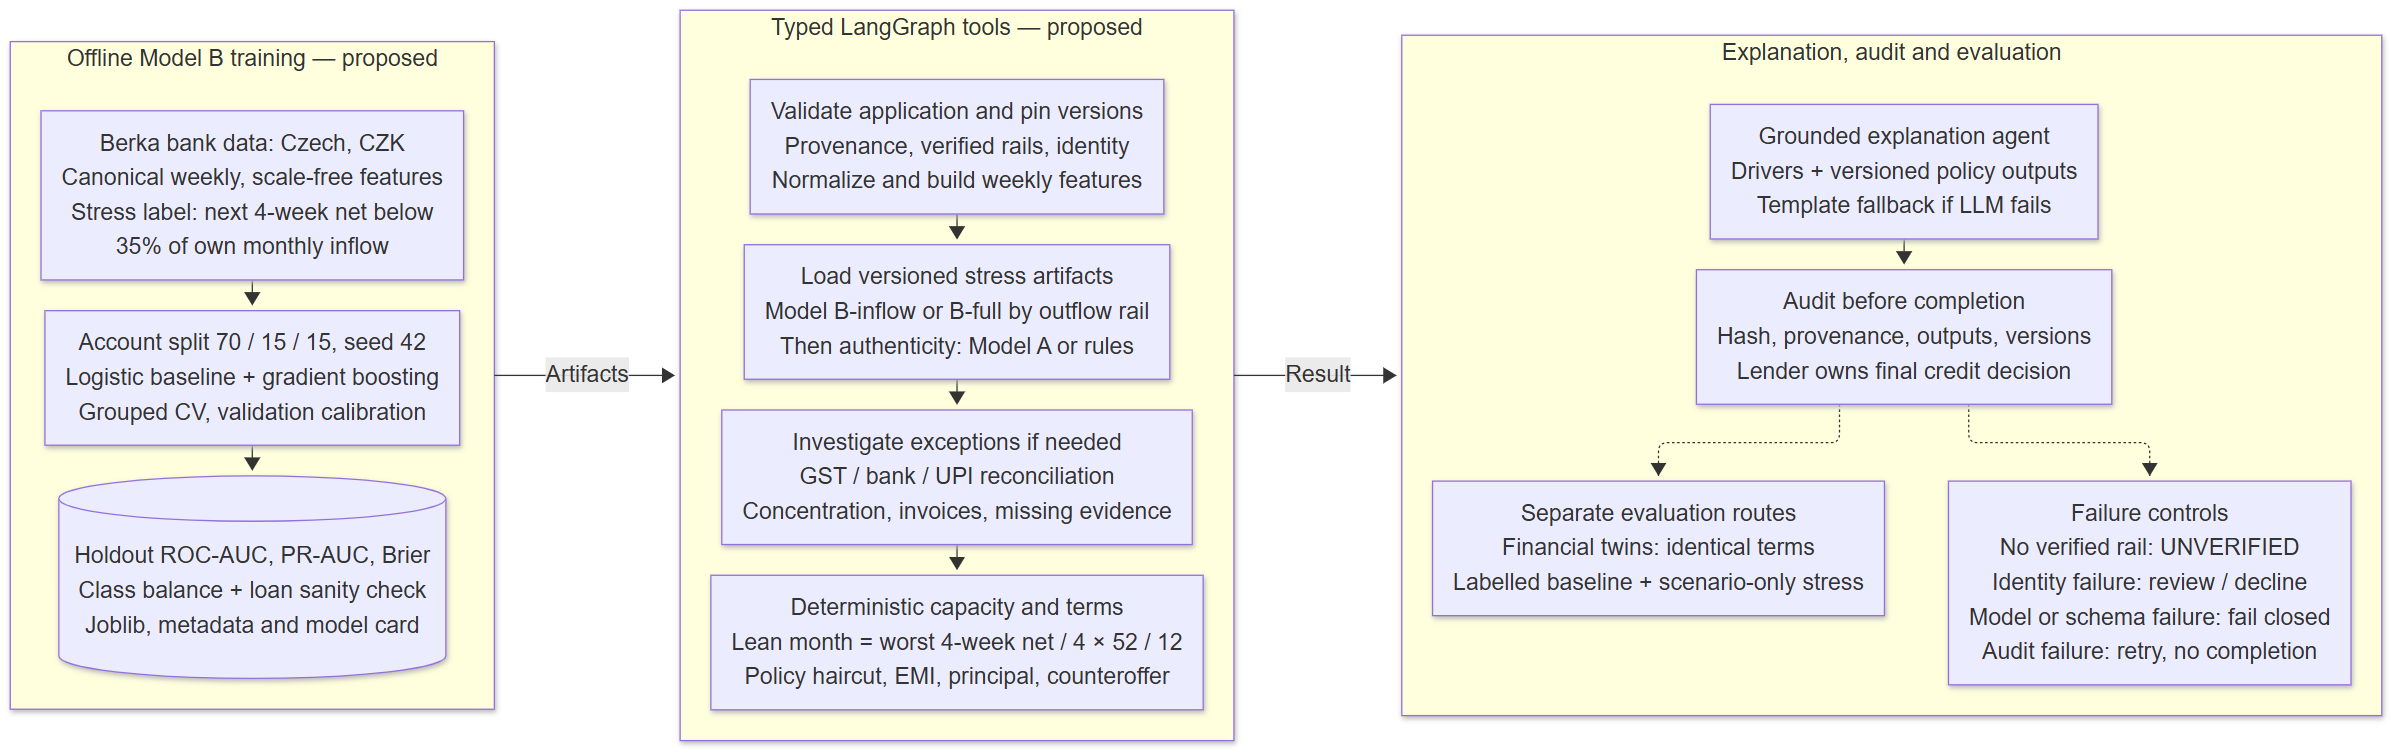 Offline Model B training — proposed
Berka bank data: Czech, CZK
Canonical weekly, scale-free features
Stress label: next 4-week net below
35% of own monthly inflow
Account split 70 / 15 / 15, seed 42
Logistic baseline + gradient boosting
Grouped CV, validation calibration
Holdout ROC-AUC, PR-AUC, Brier
Class balance + loan sanity check
Joblib, metadata and model card
Artifacts
Typed LangGraph tools — proposed
Validate application and pin versions
Provenance, verified rails, identity
Normalize and build weekly features
Load versioned stress artifacts
Model B-inflow or B-full by outflow rail
Then authenticity: Model A or rules
Investigate exceptions if needed
GST / bank / UPI reconciliation
Concentration, invoices, missing evidence
Deterministic capacity and terms
Lean month = worst 4-week net / 4 × 52 / 12
Policy haircut, EMI, principal, counteroffer
Result
Explanation, audit and evaluation
Grounded explanation agent
Drivers + versioned policy outputs
Template fallback if LLM fails
Audit before completion
Hash, provenance, outputs, versions
Lender owns final credit decision
Separate evaluation routes
Financial twins: identical terms
Labelled baseline + scenario-only stress
Failure controls
No verified rail: UNVERIFIED
Identity failure: review / decline
Model or schema failure: fail closed
Audit failure: retry, no completion